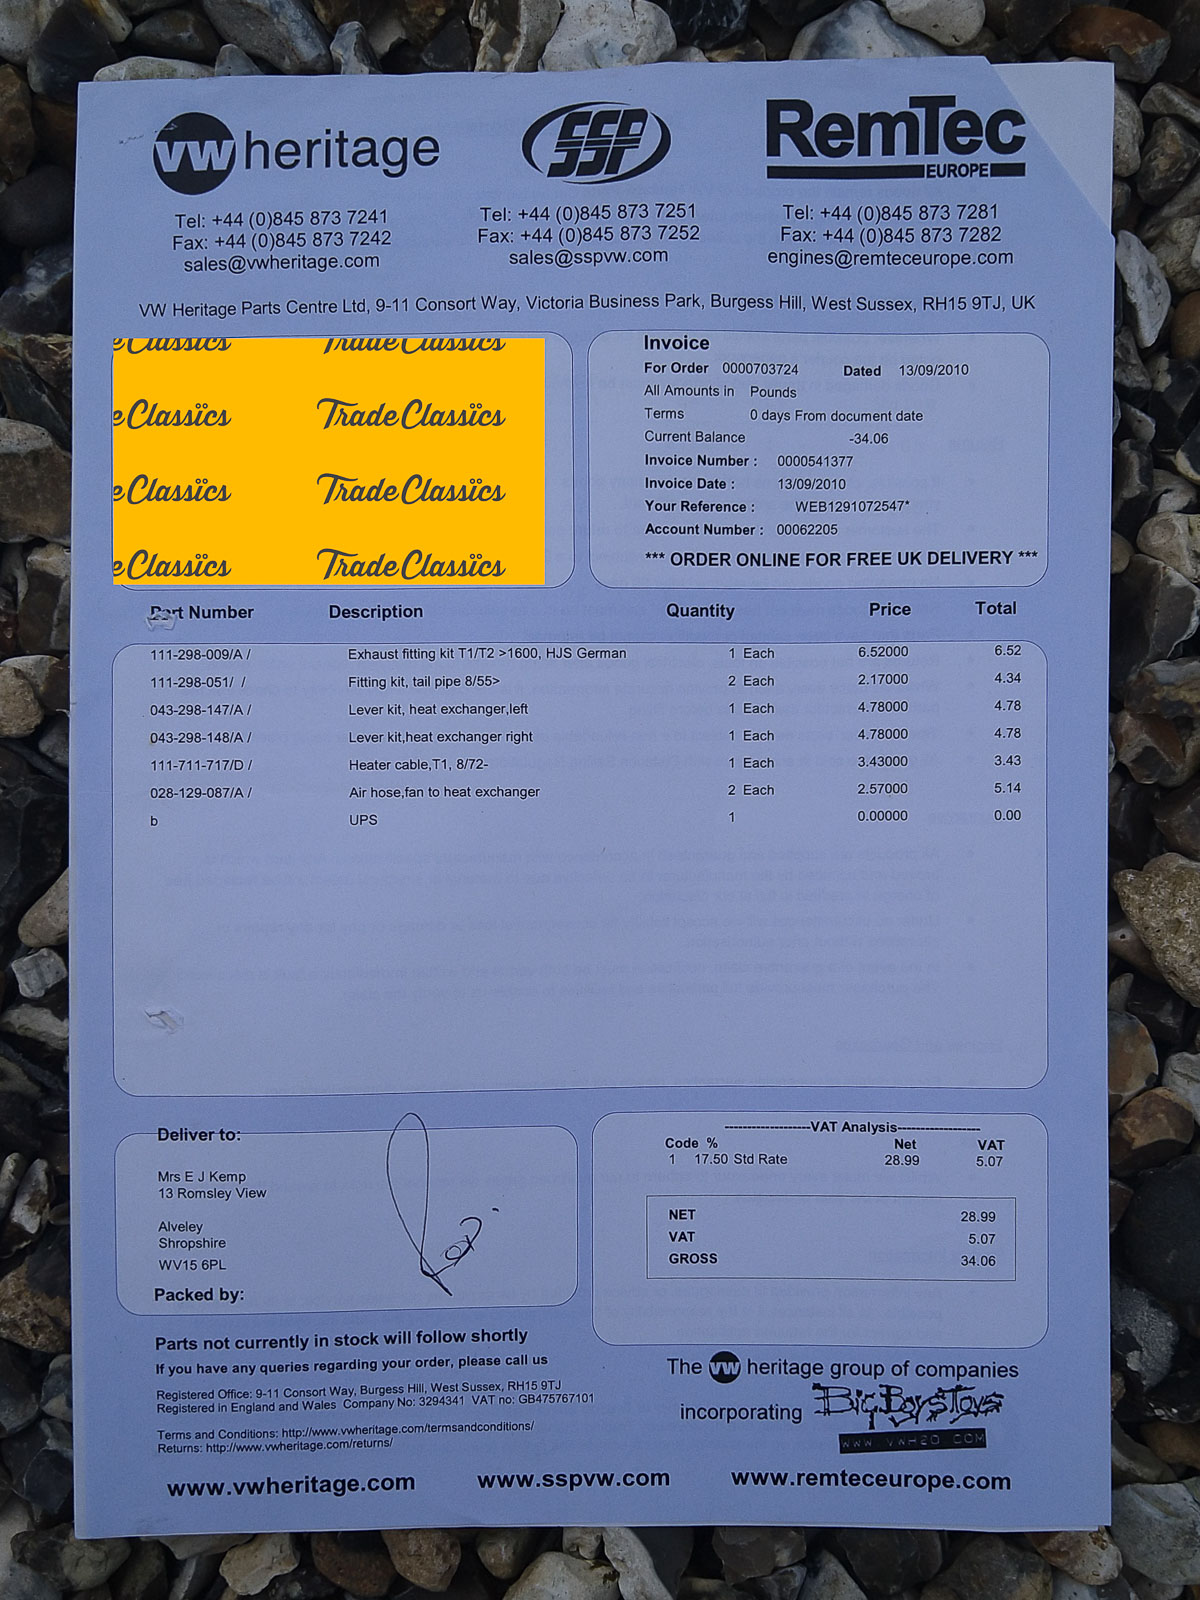 vw heritage
SSP
RemTec
EUROPE
Tel: +44 (0)845 873 7241
Fax: +44 (0)845 873 7242
sales@vwheritage.com
Tel: +44 (0)845 873 7251
Fax: +44 (0)845 873 7252
sales@sspvw.com
Tel: +44 (0)845 873 7281
Fax: +44 (0)845 873 7282
engines@remteceurope.com
VW Heritage Parts Centre Ltd, 9-11 Consort Way, Victoria Business Park, Burgess Hill, West Sussex, RH15 9TJ, UK
e Classics Trade Classics
e Classics Trade Classics
e Classics Trade Classics
e Classics Trade Classics
Invoice
For Order 0000703724 Dated 13/09/2010
All Amounts in Pounds
Terms 0 days From document date
Current Balance -34.06
Invoice Number : 0000541377
Invoice Date : 13/09/2010
Your Reference : WEB1291072547*
Account Number : 00062205
*** ORDER ONLINE FOR FREE UK DELIVERY ***
Part Number Description Quantity Price Total
111-298-009/A / Exhaust fitting kit T1/T2 >1600, HJS German 1 Each 6.52000 6.52
111-298-051/ / Fitting kit, tail pipe 8/55> 2 Each 2.17000 4.34
043-298-147/A / Lever kit, heat exchanger,left 1 Each 4.78000 4.78
043-298-148/A / Lever kit,heat exchanger right 1 Each 4.78000 4.78
111-711-717/D / Heater cable,T1, 8/72- 1 Each 3.43000 3.43
028-129-087/A / Air hose,fan to heat exchanger 2 Each 2.57000 5.14
b UPS 1 0.00000 0.00
Deliver to:
Mrs E J Kemp
13 Romsley View
Alveley
Shropshire
WV15 6PL
Packed by:
--------------------VAT Analysis--------------------
Code % Net VAT
1 17.50 Std Rate 28.99 5.07
NET 28.99
VAT 5.07
GROSS 34.06
Parts not currently in stock will follow shortly
If you have any queries regarding your order, please call us
Registered Office: 9-11 Consort Way, Burgess Hill, West Sussex, RH15 9TJ
Registered in England and Wales Company No: 3294341 VAT no: GB475767101
Terms and Conditions: http://www.vwheritage.com/termsandconditions/
Returns: http://www.vwheritage.com/returns/
The vw heritage group of companies
incorporating BigBoysToys
WWW.VWH2O.COM
www.vwheritage.com www.sspvw.com www.remteceurope.com